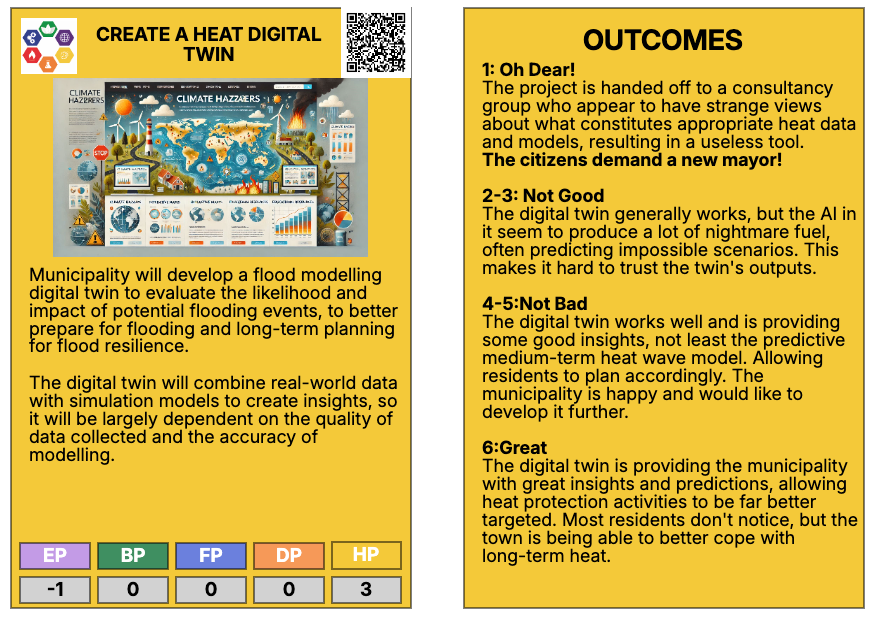 CREATE A HEAT DIGITAL
TWIN
CLIMATE
HAZZRERS
CLIMATE HAZZAERS
STOP
Municipality will develop a flood modelling
digital twin to evaluate the likelihood and
impact of potential flooding events, to better
prepare for flooding and long-term planning
for flood resilience.
The digital twin will combine real-world data
with simulation models to create insights, so
it will be largely dependent on the quality of
data collected and the accuracy of
modelling.
EP BP FP DP HP
-1 0 0 0 3
OUTCOMES
1: Oh Dear!
The project is handed off to a consultancy
group who appear to have strange views
about what constitutes appropriate heat data
and models, resulting in a useless tool.
The citizens demand a new mayor!
2-3: Not Good
The digital twin generally works, but the AI in
it seem to produce a lot of nightmare fuel,
often predicting impossible scenarios. This
makes it hard to trust the twin's outputs.
4-5:Not Bad
The digital twin works well and is providing
some good insights, not least the predictive
medium-term heat wave model. Allowing
residents to plan accordingly. The
municipality is happy and would like to
develop it further.
6:Great
The digital twin is providing the municipality
with great insights and predictions, allowing
heat protection activities to be far better
targeted. Most residents don't notice, but the
town is being able to better cope with
long-term heat.